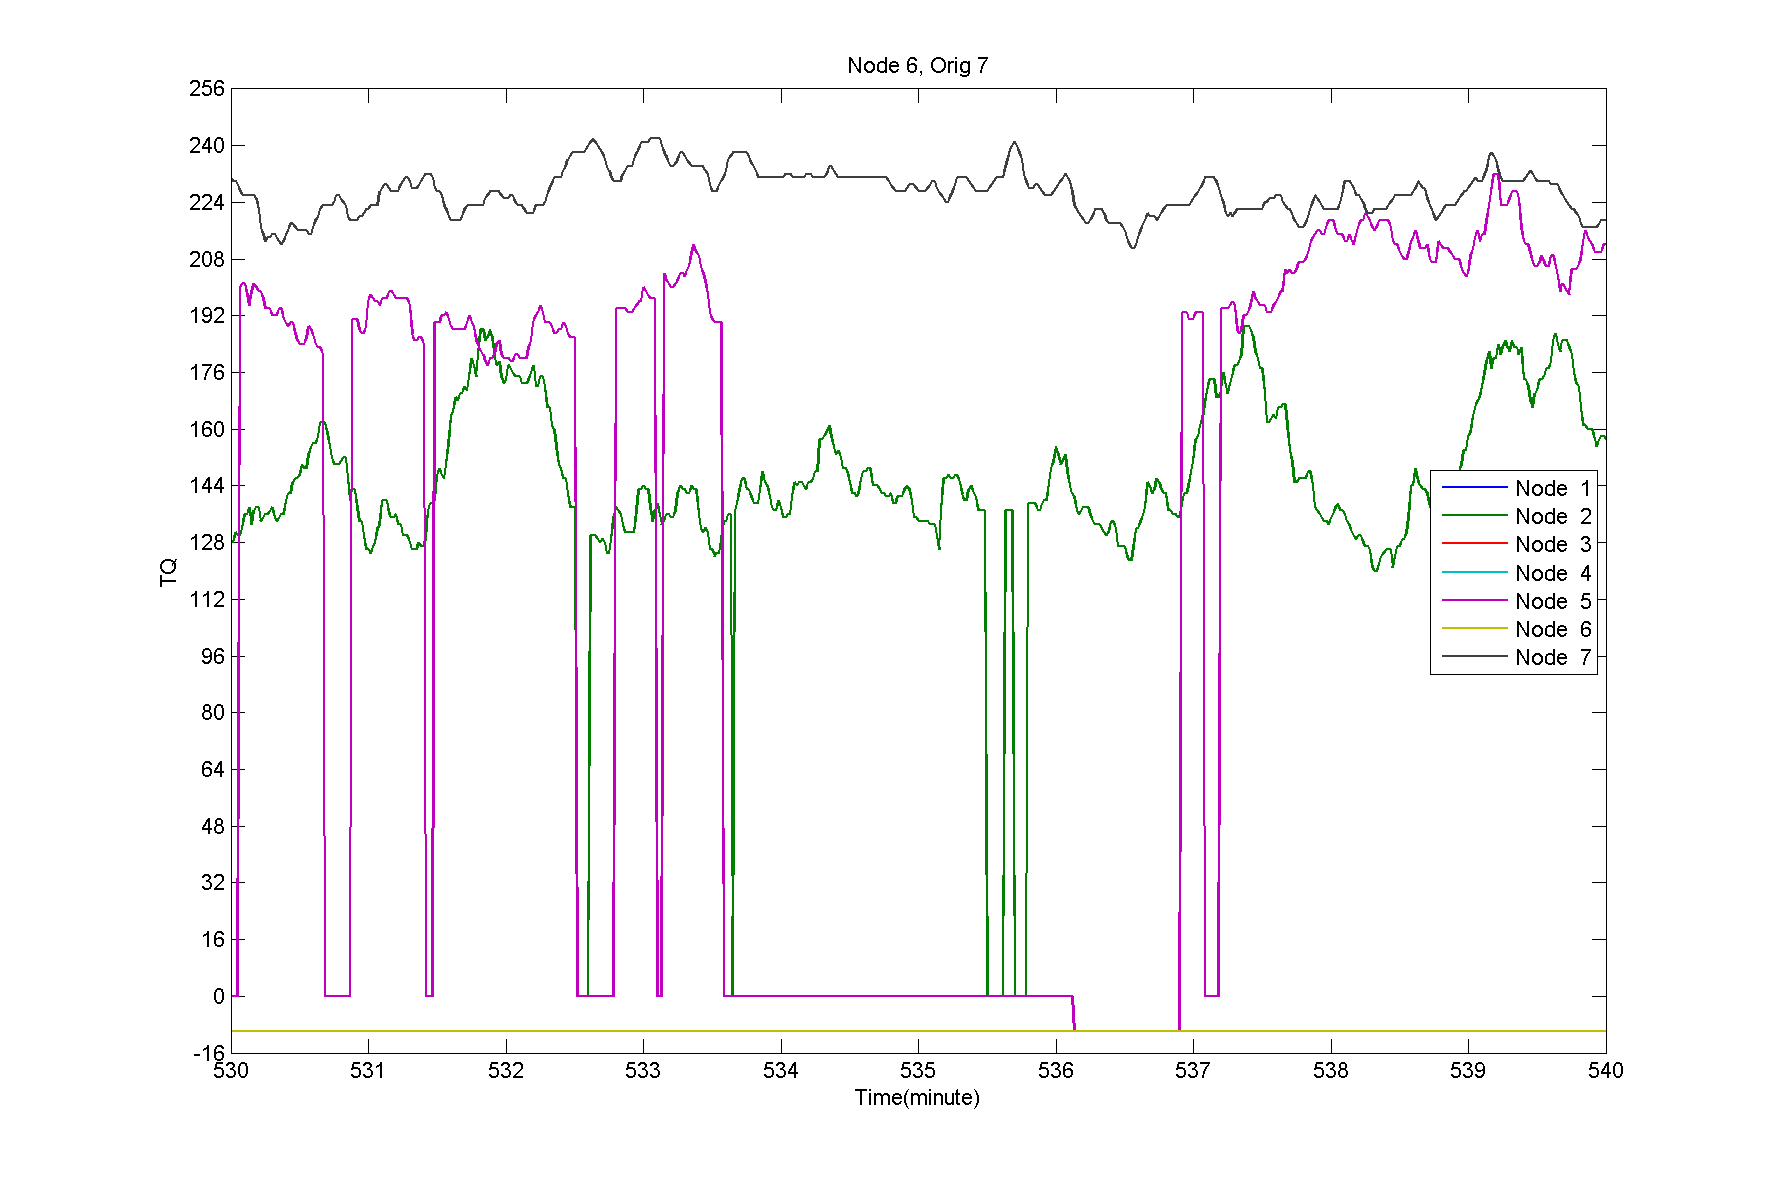 Node 6, Orig 7
256
240
224
208
192
176
160
144
128
112
96
80
64
48
32
16
0
-16
TQ
530 531 532 533 534 535 536 537 538 539 540
Time(minute)
Node 1
Node 2
Node 3
Node 4
Node 5
Node 6
Node 7